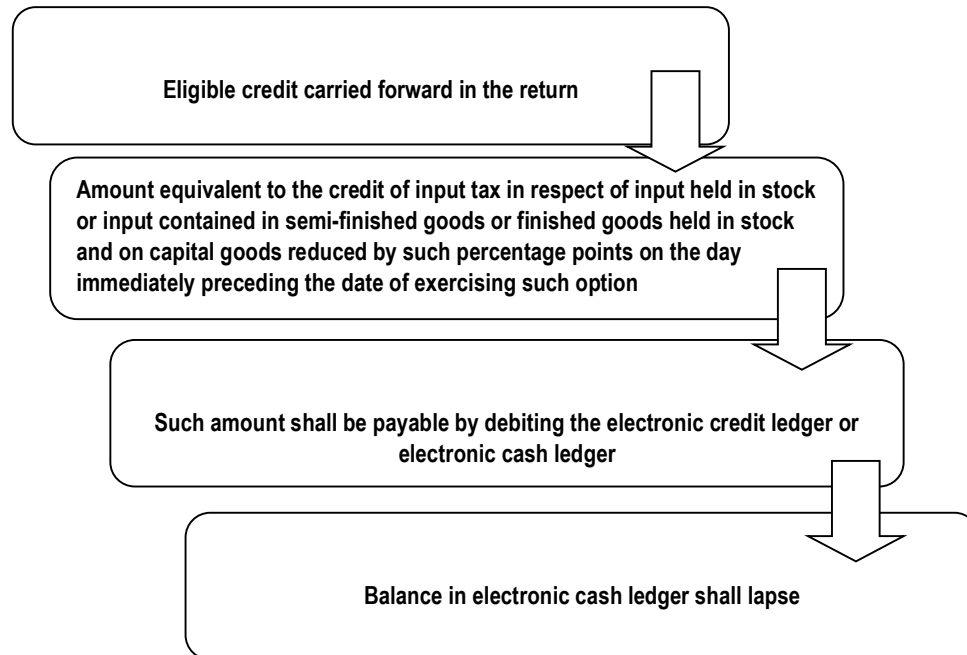 Eligible credit carried forward in the return
Amount equivalent to the credit of input tax in respect of input held in stock
or input contained in semi-finished goods or finished goods held in stock
and on capital goods reduced by such percentage points on the day
immediately preceding the date of exercising such option
Such amount shall be payable by debiting the electronic credit ledger or
electronic cash ledger
Balance in electronic cash ledger shall lapse